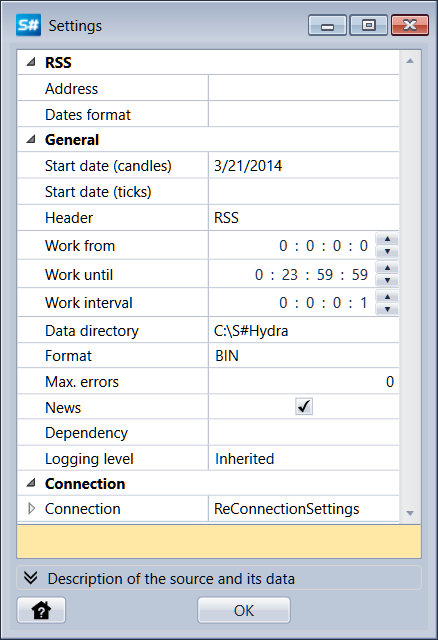 S# Settings
RSS
Address
Dates format
General
Start date (candles) 3/21/2014
Start date (ticks)
Header RSS
Work from 0 : 0 : 0 : 0
Work until 0 : 23 : 59 : 59
Work interval 0 : 0 : 0 : 1
Data directory C:\S#Hydra
Format BIN
Max. errors 0
News
Dependency
Logging level Inherited
Connection
Connection ReConnectionSettings
Description of the source and its data
? OK